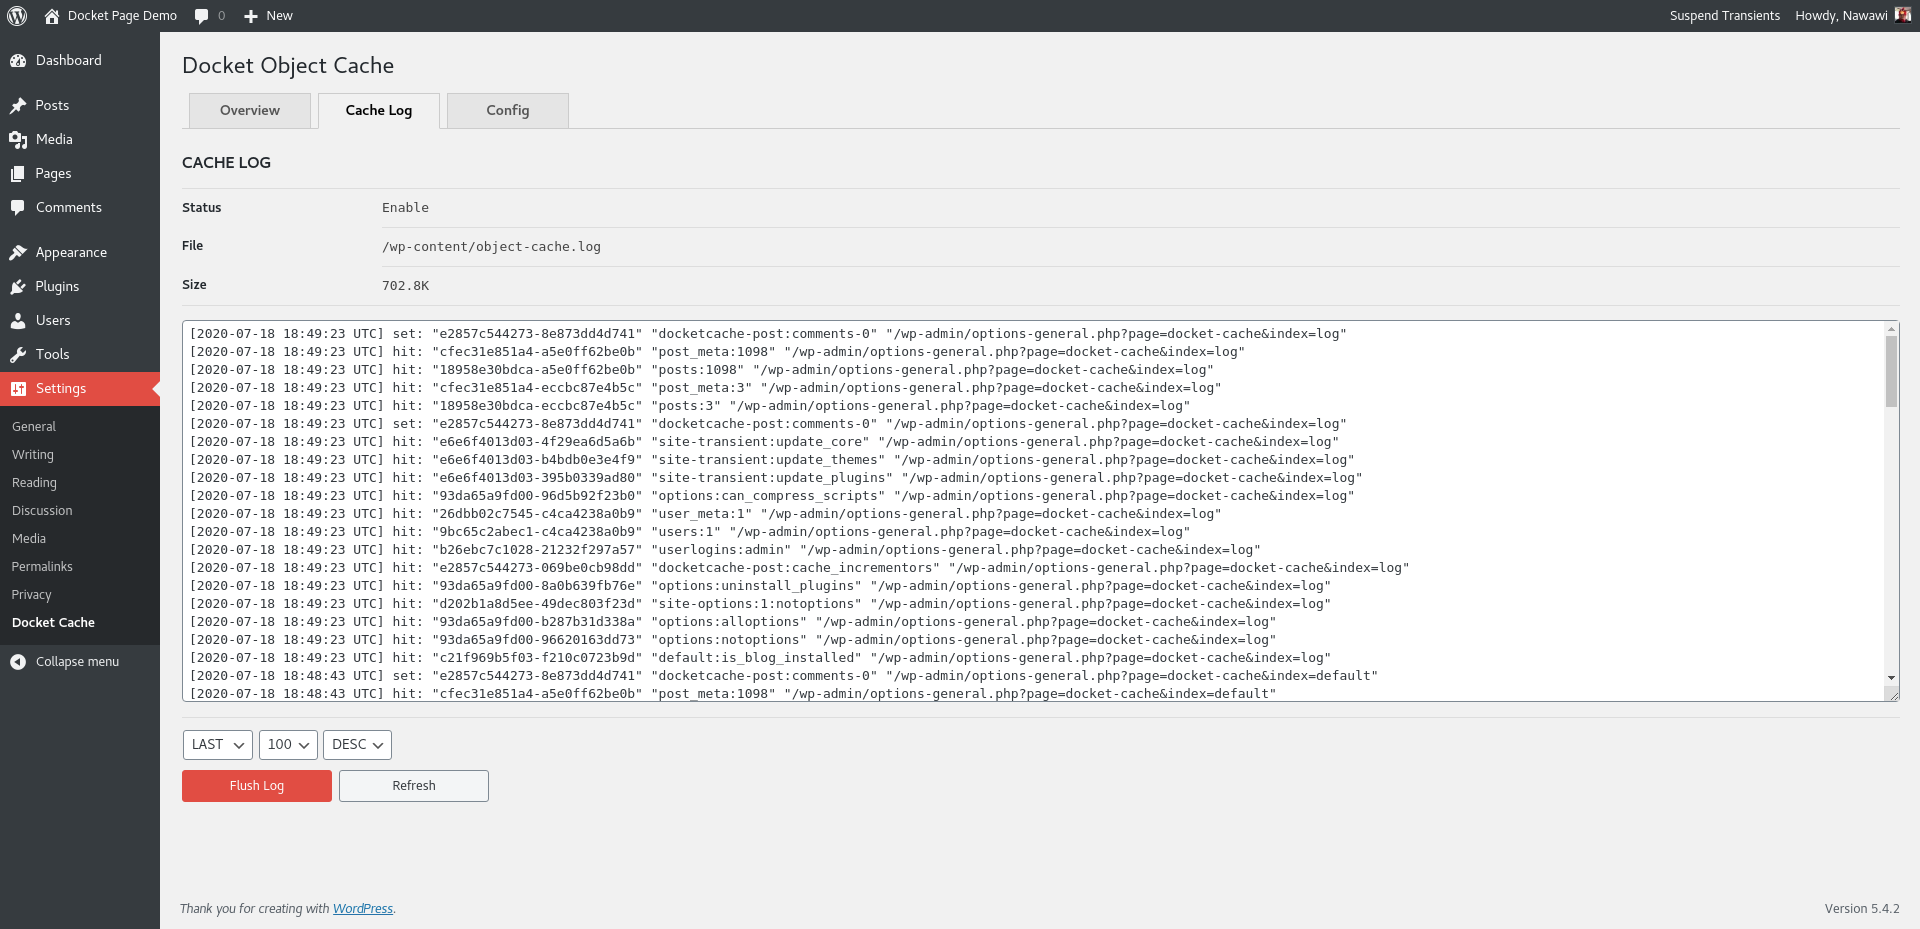 Docket Page Demo 0 New Suspend Transients Howdy, Nawawi
Dashboard
Posts
Media
Pages
Comments
Appearance
Plugins
Users
Tools
Settings
General
Writing
Reading
Discussion
Media
Permalinks
Privacy
Docket Cache
Collapse menu
Docket Object Cache
Overview Cache Log Config
CACHE LOG
Status Enable
File /wp-content/object-cache.log
Size 702.8K
[2020-07-18 18:49:23 UTC] set: "e2857c544273-8e873dd4d741" "docketcache-post:comments-0" "/wp-admin/options-general.php?page=docket-cache&index=log"
[2020-07-18 18:49:23 UTC] hit: "cfec31e851a4-a5e0ff62be0b" "post_meta:1098" "/wp-admin/options-general.php?page=docket-cache&index=log"
[2020-07-18 18:49:23 UTC] hit: "18958e30bdca-a5e0ff62be0b" "posts:1098" "/wp-admin/options-general.php?page=docket-cache&index=log"
[2020-07-18 18:49:23 UTC] hit: "cfec31e851a4-eccbc87e4b5c" "post_meta:3" "/wp-admin/options-general.php?page=docket-cache&index=log"
[2020-07-18 18:49:23 UTC] hit: "18958e30bdca-eccbc87e4b5c" "posts:3" "/wp-admin/options-general.php?page=docket-cache&index=log"
[2020-07-18 18:49:23 UTC] set: "e2857c544273-8e873dd4d741" "docketcache-post:comments-0" "/wp-admin/options-general.php?page=docket-cache&index=log"
[2020-07-18 18:49:23 UTC] hit: "e6e6f4013d03-4f29ea6d5a6b" "site-transient:update_core" "/wp-admin/options-general.php?page=docket-cache&index=log"
[2020-07-18 18:49:23 UTC] hit: "e6e6f4013d03-b4bdb0e3e4f9" "site-transient:update_themes" "/wp-admin/options-general.php?page=docket-cache&index=log"
[2020-07-18 18:49:23 UTC] hit: "e6e6f4013d03-395b0339ad80" "site-transient:update_plugins" "/wp-admin/options-general.php?page=docket-cache&index=log"
[2020-07-18 18:49:23 UTC] hit: "93da65a9fd00-96d5b92f23b0" "options:can_compress_scripts" "/wp-admin/options-general.php?page=docket-cache&index=log"
[2020-07-18 18:49:23 UTC] hit: "26dbb02c7545-c4ca4238a0b9" "user_meta:1" "/wp-admin/options-general.php?page=docket-cache&index=log"
[2020-07-18 18:49:23 UTC] hit: "9bc65c2abec1-c4ca4238a0b9" "users:1" "/wp-admin/options-general.php?page=docket-cache&index=log"
[2020-07-18 18:49:23 UTC] hit: "b26ebc7c1028-21232f297a57" "userlogins:admin" "/wp-admin/options-general.php?page=docket-cache&index=log"
[2020-07-18 18:49:23 UTC] hit: "e2857c544273-069be0cb98dd" "docketcache-post:cache_incrementors" "/wp-admin/options-general.php?page=docket-cache&index=log"
[2020-07-18 18:49:23 UTC] hit: "93da65a9fd00-8a0b639fb76e" "options:uninstall_plugins" "/wp-admin/options-general.php?page=docket-cache&index=log"
[2020-07-18 18:49:23 UTC] hit: "d202b1a8d5ee-49dec803f23d" "site-options:1:notoptions" "/wp-admin/options-general.php?page=docket-cache&index=log"
[2020-07-18 18:49:23 UTC] hit: "93da65a9fd00-b287b31d338a" "options:alloptions" "/wp-admin/options-general.php?page=docket-cache&index=log"
[2020-07-18 18:49:23 UTC] hit: "93da65a9fd00-96620163dd73" "options:notoptions" "/wp-admin/options-general.php?page=docket-cache&index=log"
[2020-07-18 18:49:23 UTC] hit: "c21f969b5f03-f210c0723b9d" "default:is_blog_installed" "/wp-admin/options-general.php?page=docket-cache&index=log"
[2020-07-18 18:48:43 UTC] set: "e2857c544273-8e873dd4d741" "docketcache-post:comments-0" "/wp-admin/options-general.php?page=docket-cache&index=default"
[2020-07-18 18:48:43 UTC] hit: "cfec31e851a4-a5e0ff62be0b" "post_meta:1098" "/wp-admin/options-general.php?page=docket-cache&index=default"
LAST 100 DESC
Flush Log Refresh
Thank you for creating with WordPress. Version 5.4.2